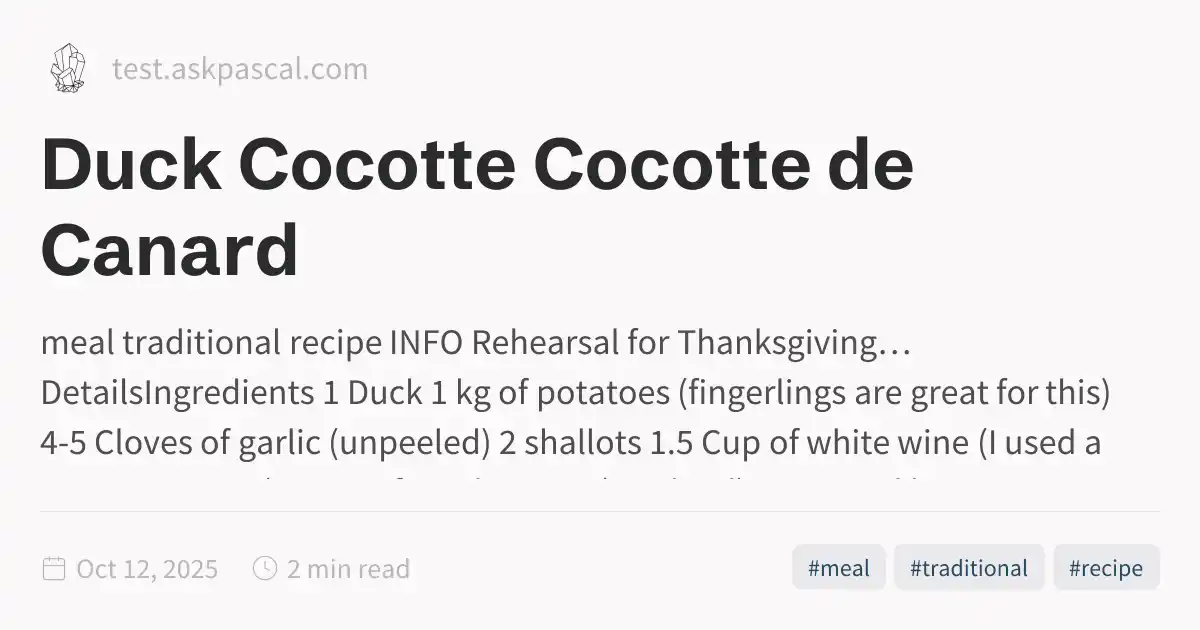 test.askpascal.com
Duck Cocotte Cocotte de
Canard
meal traditional recipe INFO Rehearsal for Thanksgiving…
DetailsIngredients 1 Duck 1 kg of potatoes (fingerlings are great for this)
4-5 Cloves of garlic (unpeeled) 2 shallots 1.5 Cup of white wine (I used a
Oct 12, 2025 2 min read #meal #traditional #recipe